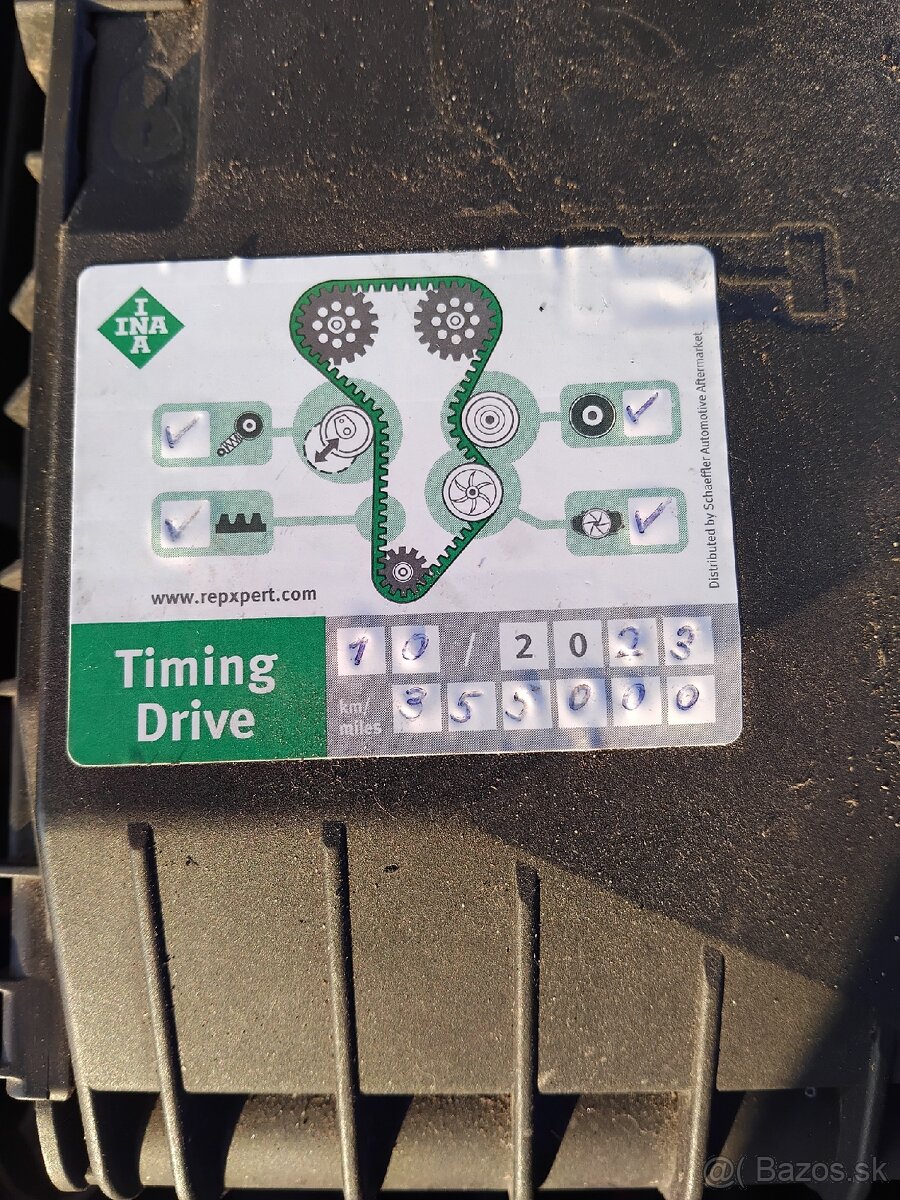 I
INA
A
Distributed by Schaeffler Automotive Aftermarket
www.repxpert.com
Timing
Drive
10 / 2023
km/
miles
355000
@( Bazos.sk